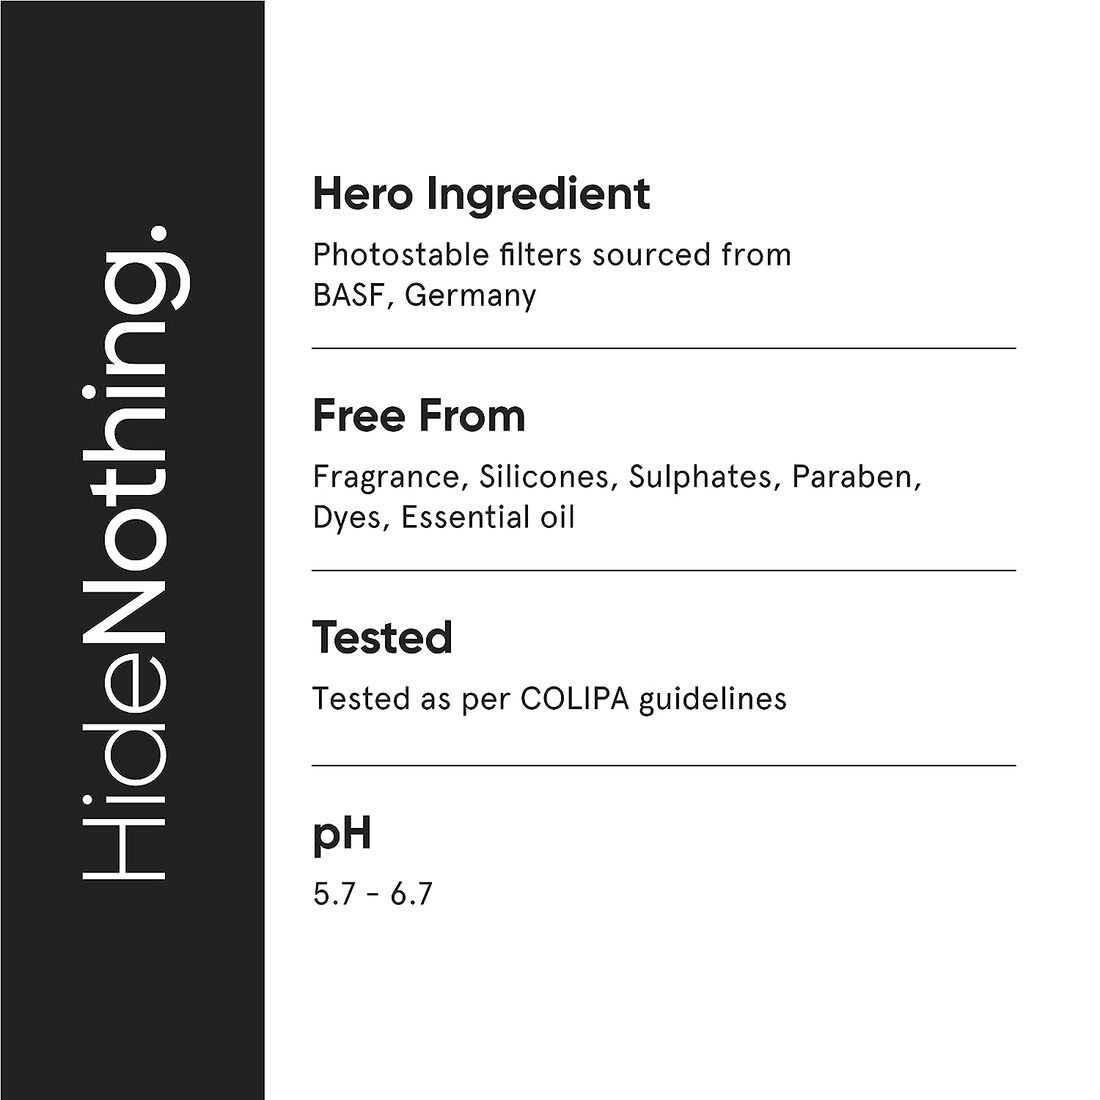 HideNothing.
Hero Ingredient
Photostable filters sourced from
BASF, Germany
Free From
Fragrance, Silicones, Sulphates, Paraben,
Dyes, Essential oil
Tested
Tested as per COLIPA guidelines
pH
5.7 - 6.7